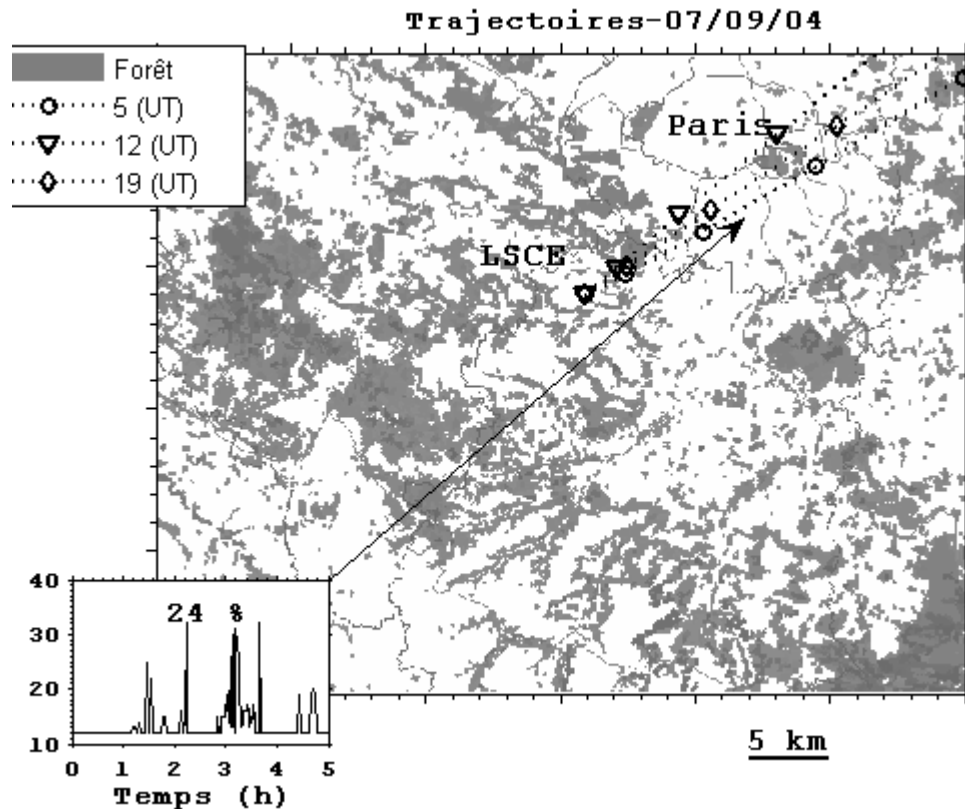 Trajectoires-07/09/04
Forêt
5 (UT)
12 (UT)
19 (UT)
Paris
LSCE
40
30
20
10
24 %
0 1 2 3 4 5
Temps (h)
5 km